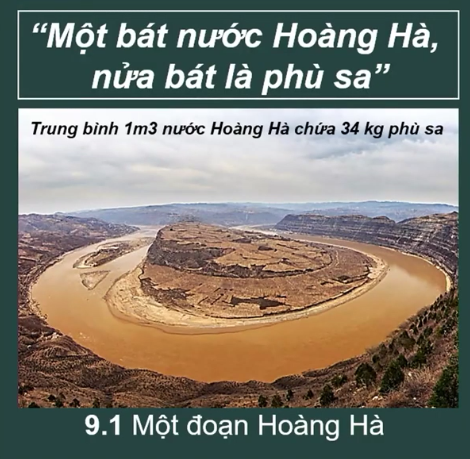 “Một bát nước Hoàng Hà,
nửa bát là phù sa”
Trung bình 1m3 nước Hoàng Hà chứa 34 kg phù sa
9.1 Một đoạn Hoàng Hà